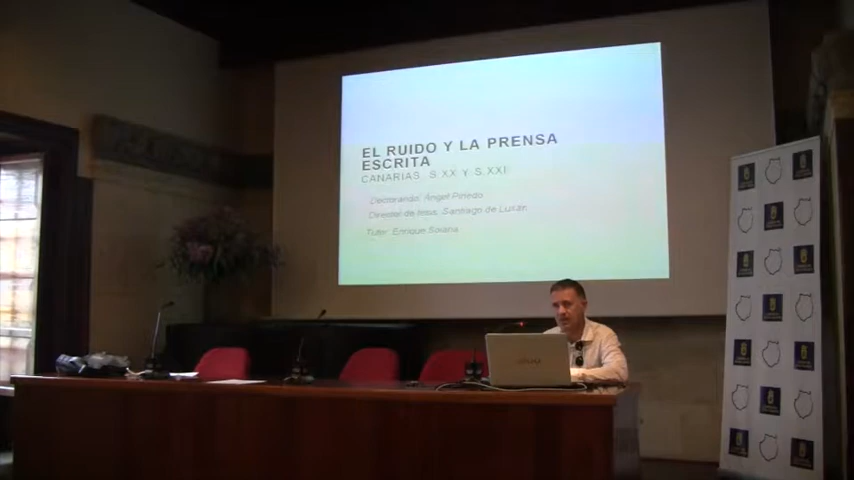 EL RUIDO Y LA PRENSA
ESCRITA
CANARIAS. S.XX Y S.XXI
Doctorando: Ángel Pinedo
Director de tesis: Santiago de Luxán
Tutor: Enrique Solana